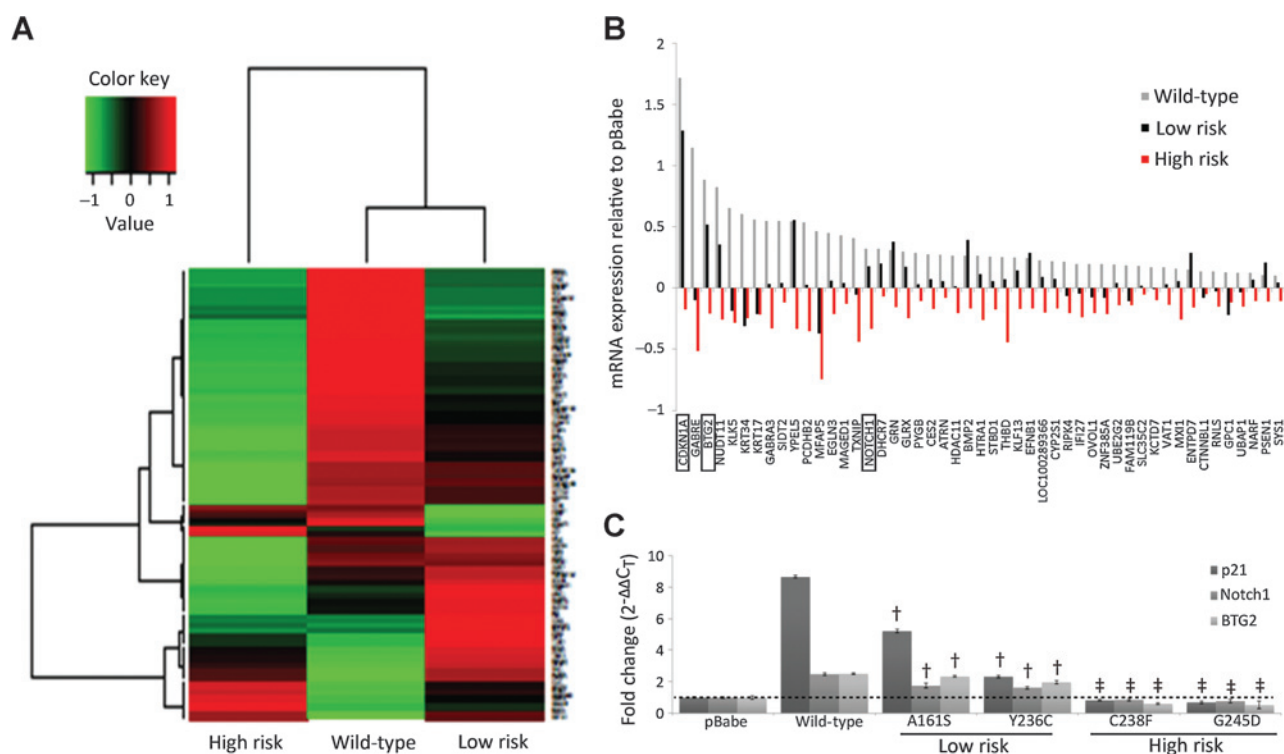 A
Color key
−1 0 1
Value
High risk Wild-type Low risk
B
mRNA expression relative to pBabe
2
1.5
1
0.5
0
−0.5
−1
Wild-type
Low risk
High risk
CDKN1A
GABRE
BTG2
NUDT11
KLK5
KRT34
KRT17
GABRA3
SIDT2
YPEL5
PCDHB2
MFAP5
EGLN3
MAGED1
TXNIP
NOTCH1
DHCR7
GRN
GLRX
PYGB
CES2
ATRN
HDAC11
BMP2
HTRA1
STBD1
THBD
KLF13
EFNB1
LOC100289366
CYP2S1
RIPK4
IFI27
OVOL1
ZNF385A
UBE2G2
FAM119B
SLC35C2
KCTD7
VAT1
MXI1
ENTPD7
CTNNBL1
RNLS
GPC1
UBAP1
NARF
PSEN1
SYS1
C
Fold change (2-ΔΔCT)
10
8
6
4
2
0
p21
Notch1
BTG2
† † † † † † ‡ ‡ ‡ ‡ ‡ ‡
pBabe Wild-type A161S Y236C C238F G245D
Low risk High risk